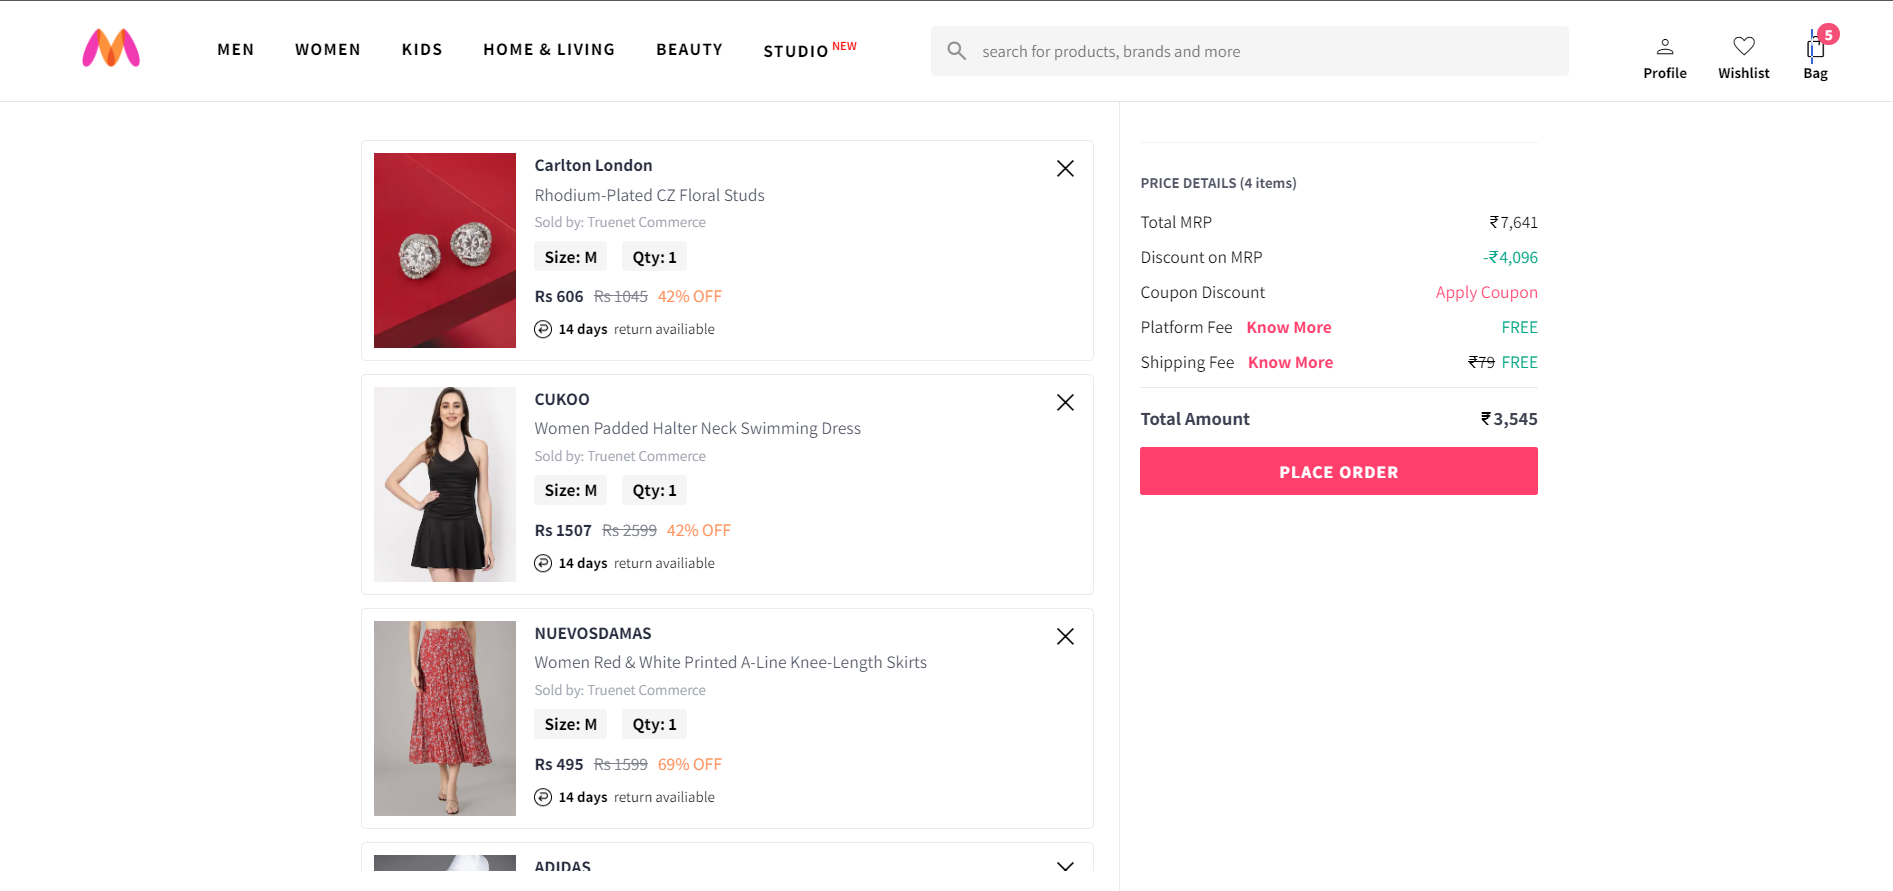 MEN WOMEN KIDS HOME & LIVING BEAUTY STUDIO NEW
search for products, brands and more
Profile
Wishlist
5
Bag
Carlton London
Rhodium-Plated CZ Floral Studs
Sold by: Truenet Commerce
Size: M Qty: 1
Rs 606 Rs 1045 42% OFF
14 days return availiable
CUKOO
Women Padded Halter Neck Swimming Dress
Sold by: Truenet Commerce
Size: M Qty: 1
Rs 1507 Rs 2599 42% OFF
14 days return availiable
NUEVOSDAMAS
Women Red & White Printed A-Line Knee-Length Skirts
Sold by: Truenet Commerce
Size: M Qty: 1
Rs 495 Rs 1599 69% OFF
14 days return availiable
ADIDAS
PRICE DETAILS (4 items)
Total MRP ₹7,641
Discount on MRP -₹4,096
Coupon Discount Apply Coupon
Platform Fee Know More FREE
Shipping Fee Know More ₹79 FREE
Total Amount ₹3,545
PLACE ORDER